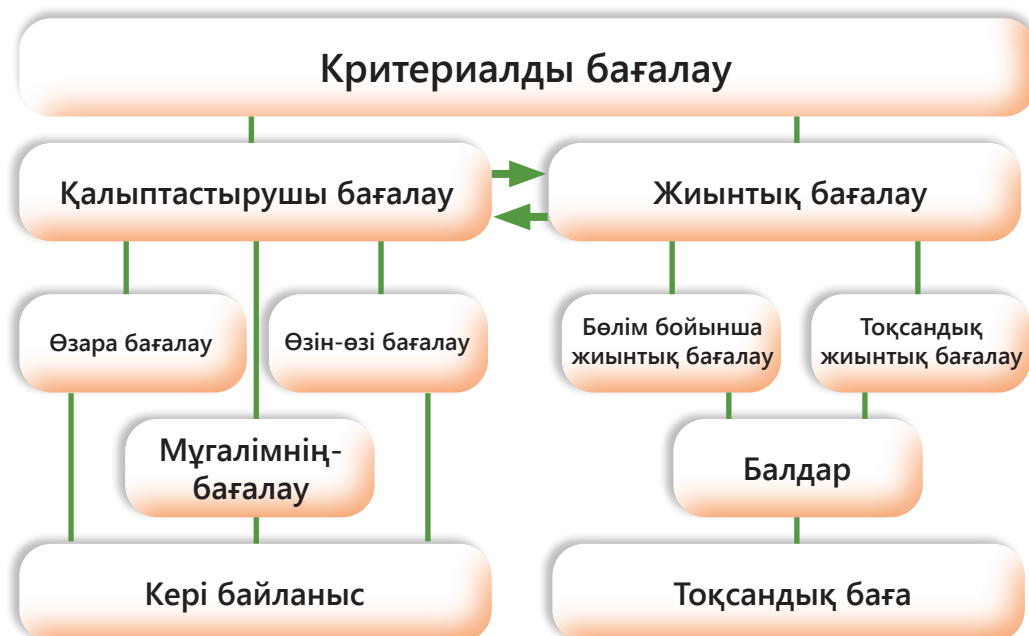 Критериалды бағалау
Қалыптастырушы бағалау
Жиынтық бағалау
Өзара бағалау
Өзін-өзі бағалау
Бөлім бойынша
жиынтық бағалау
Тоқсандық
жиынтық бағалау
Мұғалімнің-
бағалау
Балдар
Кері байланыс
Тоқсандық баға